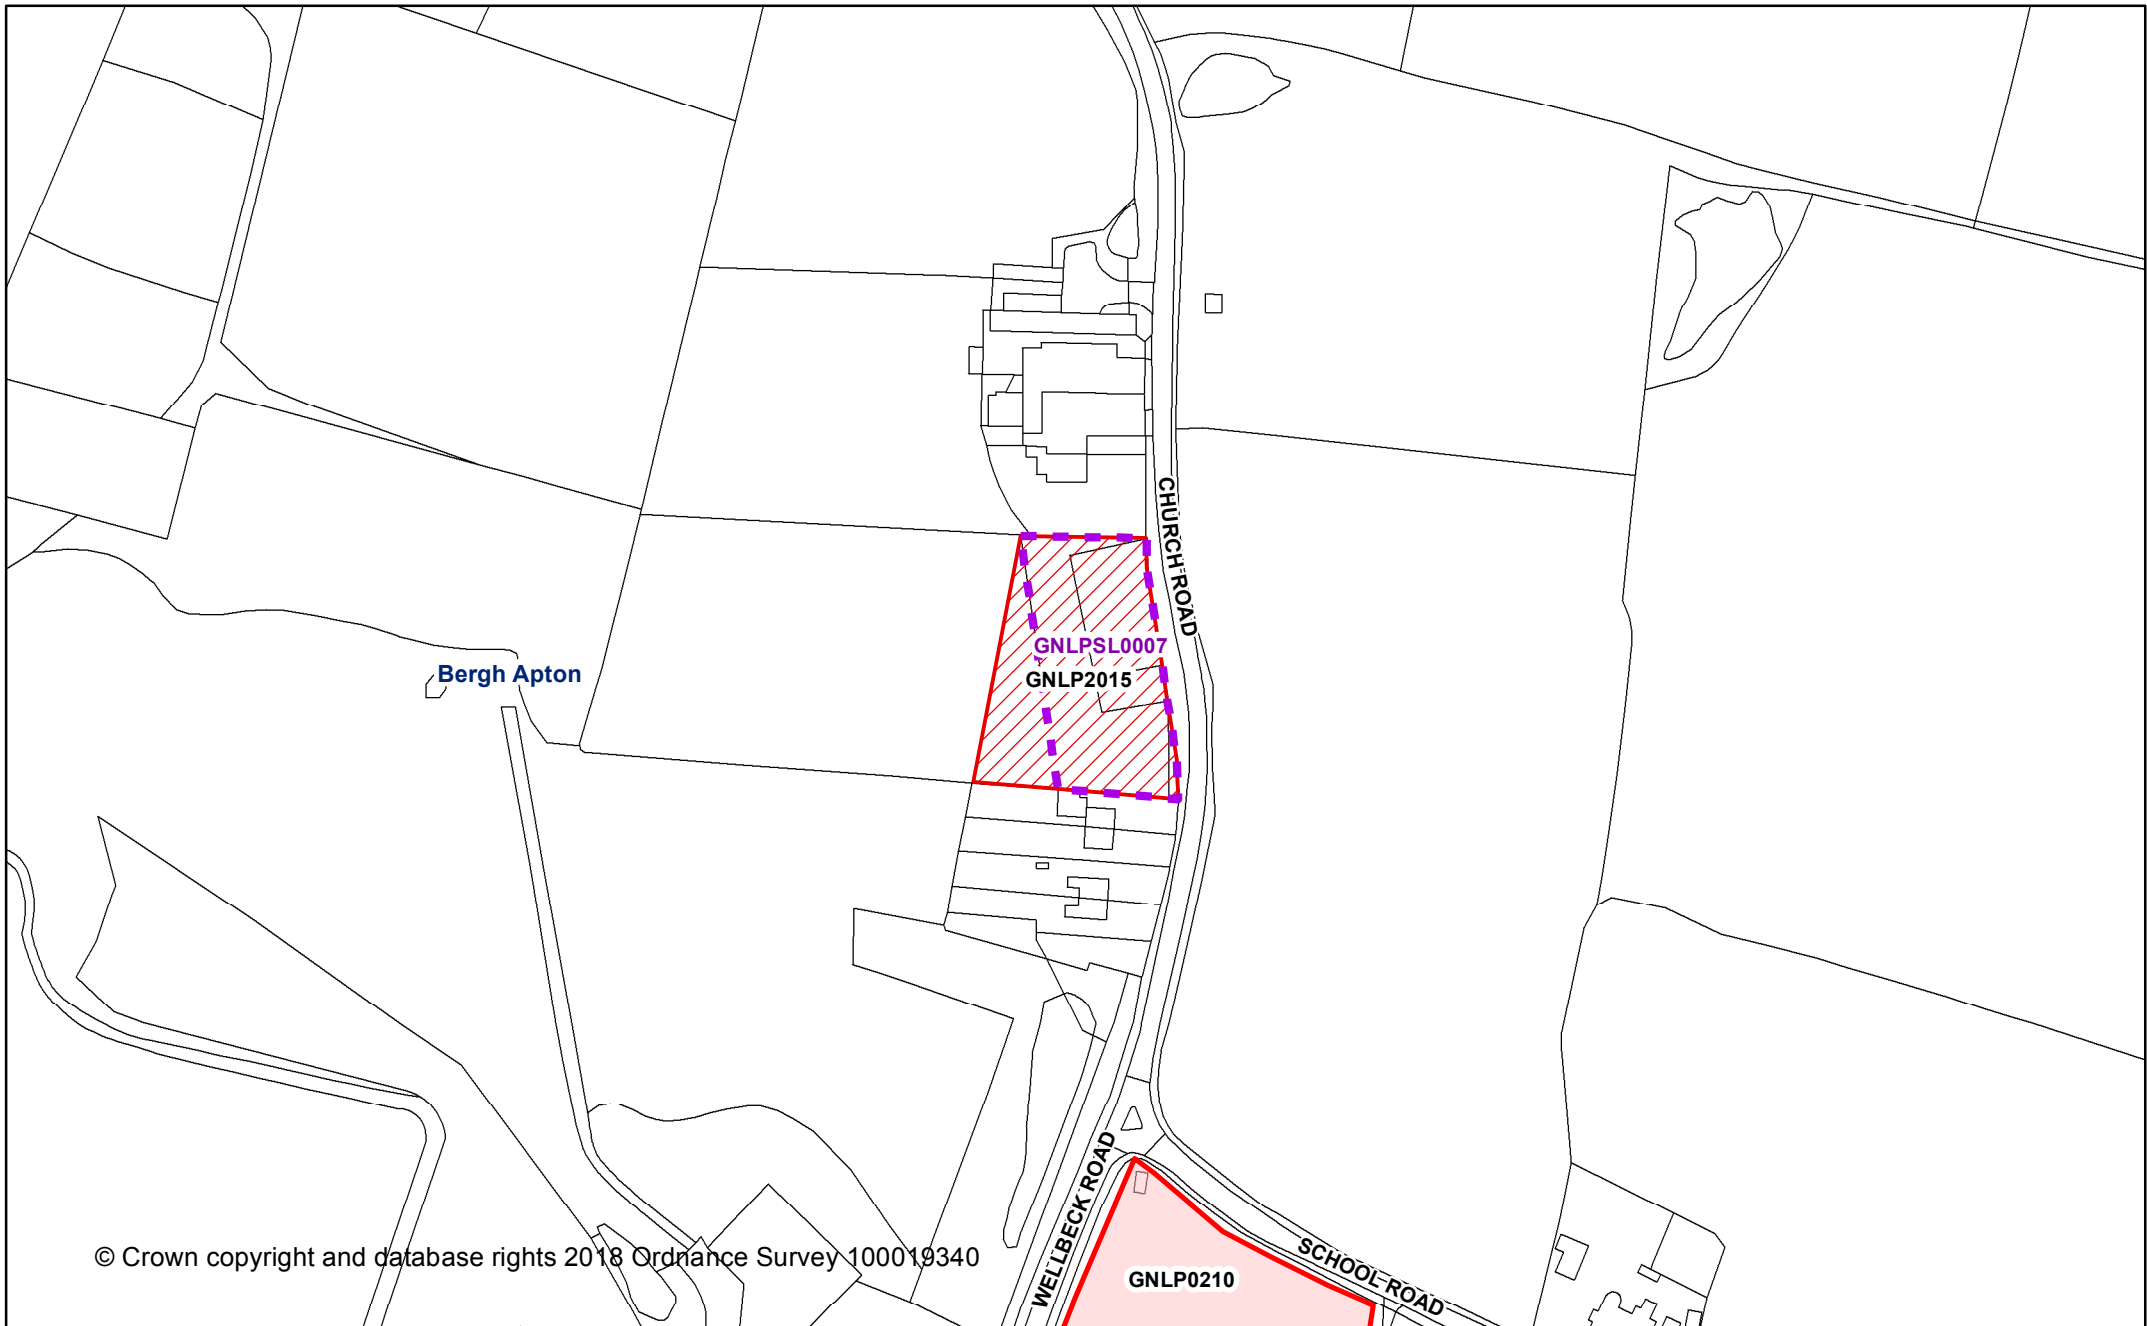 CHURCH ROAD
GNLPSL0007
Bergh Apton
GNLP2015
WELLBECK ROAD
© Crown copyright and database rights 2018 Ordnance Survey 100019340
GNLP0210
SCHOOL ROAD